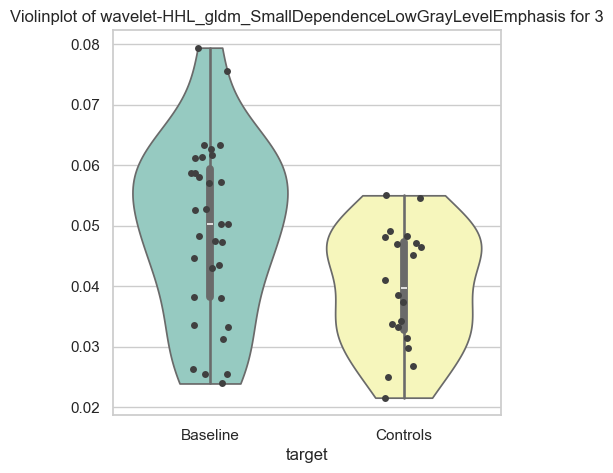 Violinplot of wavelet-HHL_gldm_SmallDependenceLowGrayLevelEmphasis for 3
0.08
0.07
0.06
0.05
0.04
0.03
0.02
Baseline Controls
target